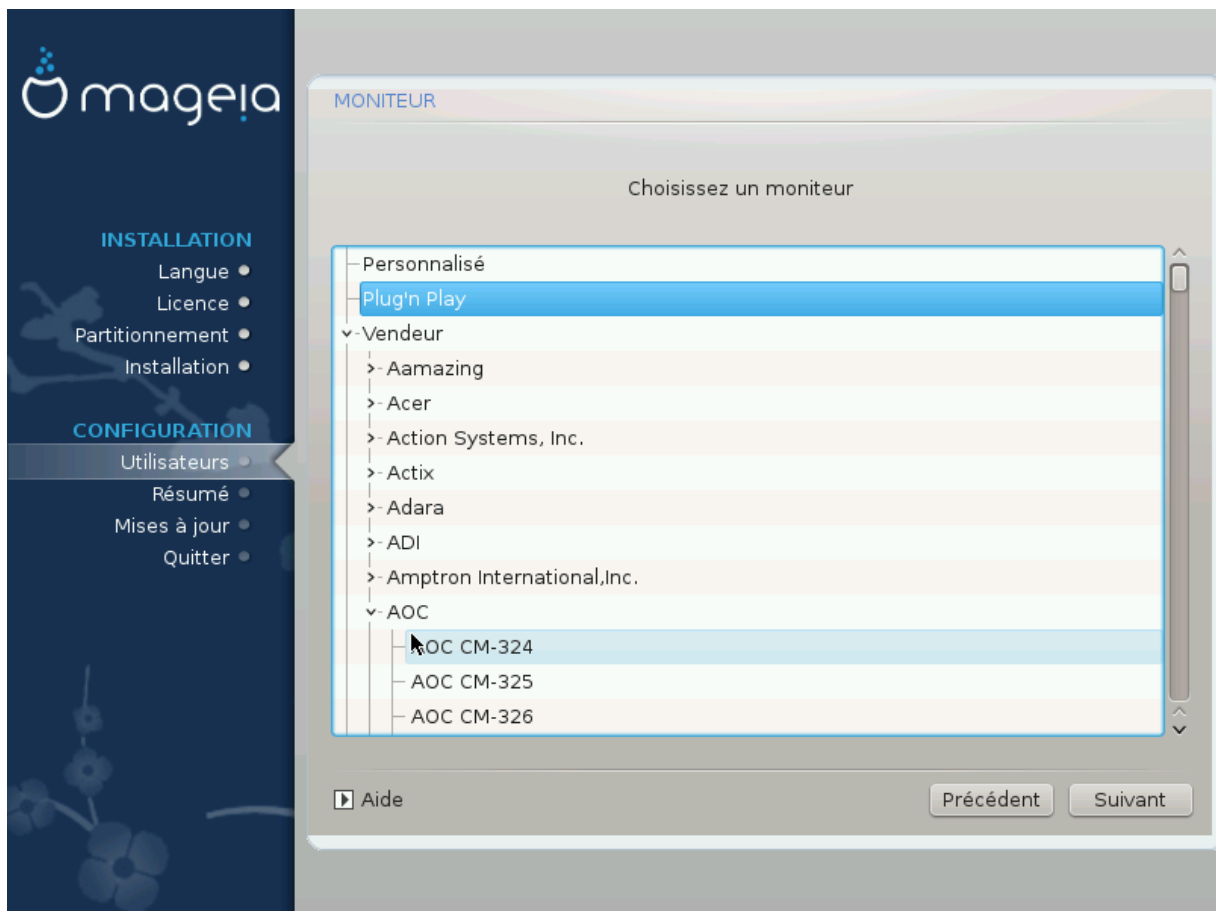 mageia
INSTALLATION
Langue
Licence
Partitionnement
Installation
CONFIGURATION
Utilisateurs
Résumé
Mises à jour
Quitter
MONITEUR
Choisissez un moniteur
Personnalisé
Plug'n Play
Vendeur
Aamazing
Acer
Action Systems, Inc.
Actix
Adara
ADI
Amptron International,Inc.
AOC
AOC CM-324
AOC CM-325
AOC CM-326
Aide
Précédent
Suivant